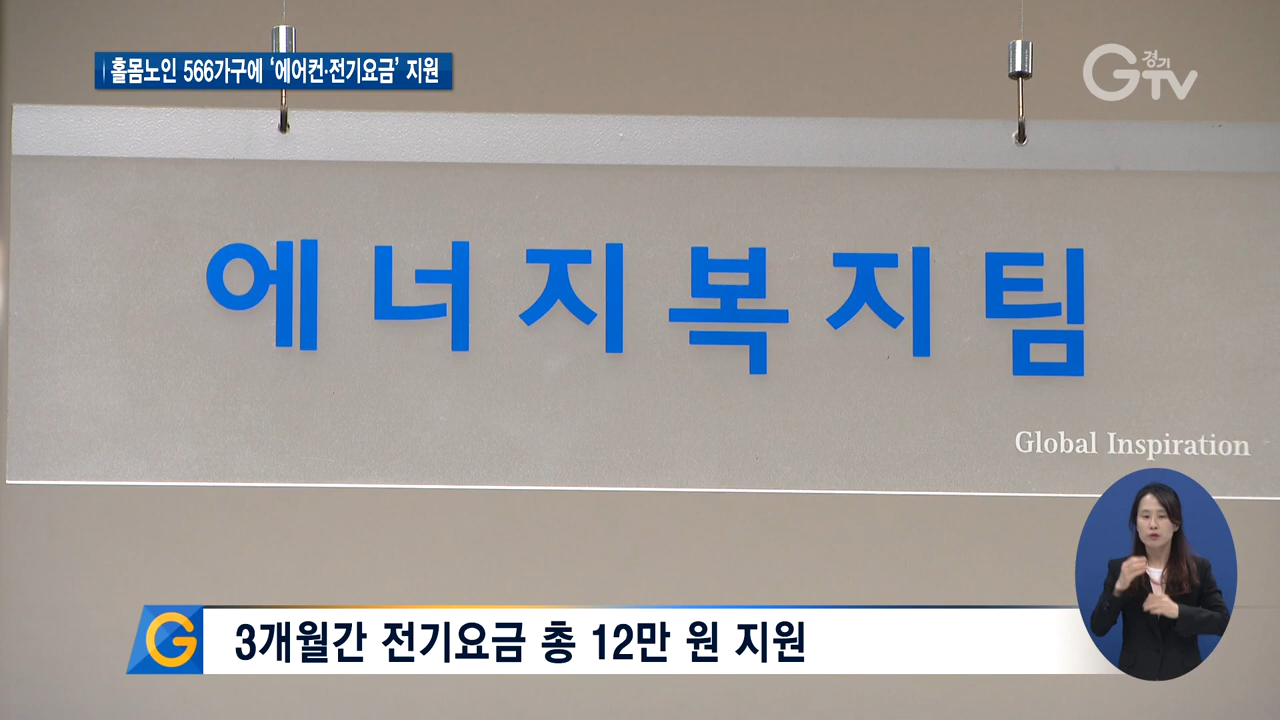 홀몸노인 566가구에 ‘에어컨·전기요금’ 지원
경기
GTV
에너지복지팀
Global Inspiration
G 3개월간 전기요금 총 12만 원 지원